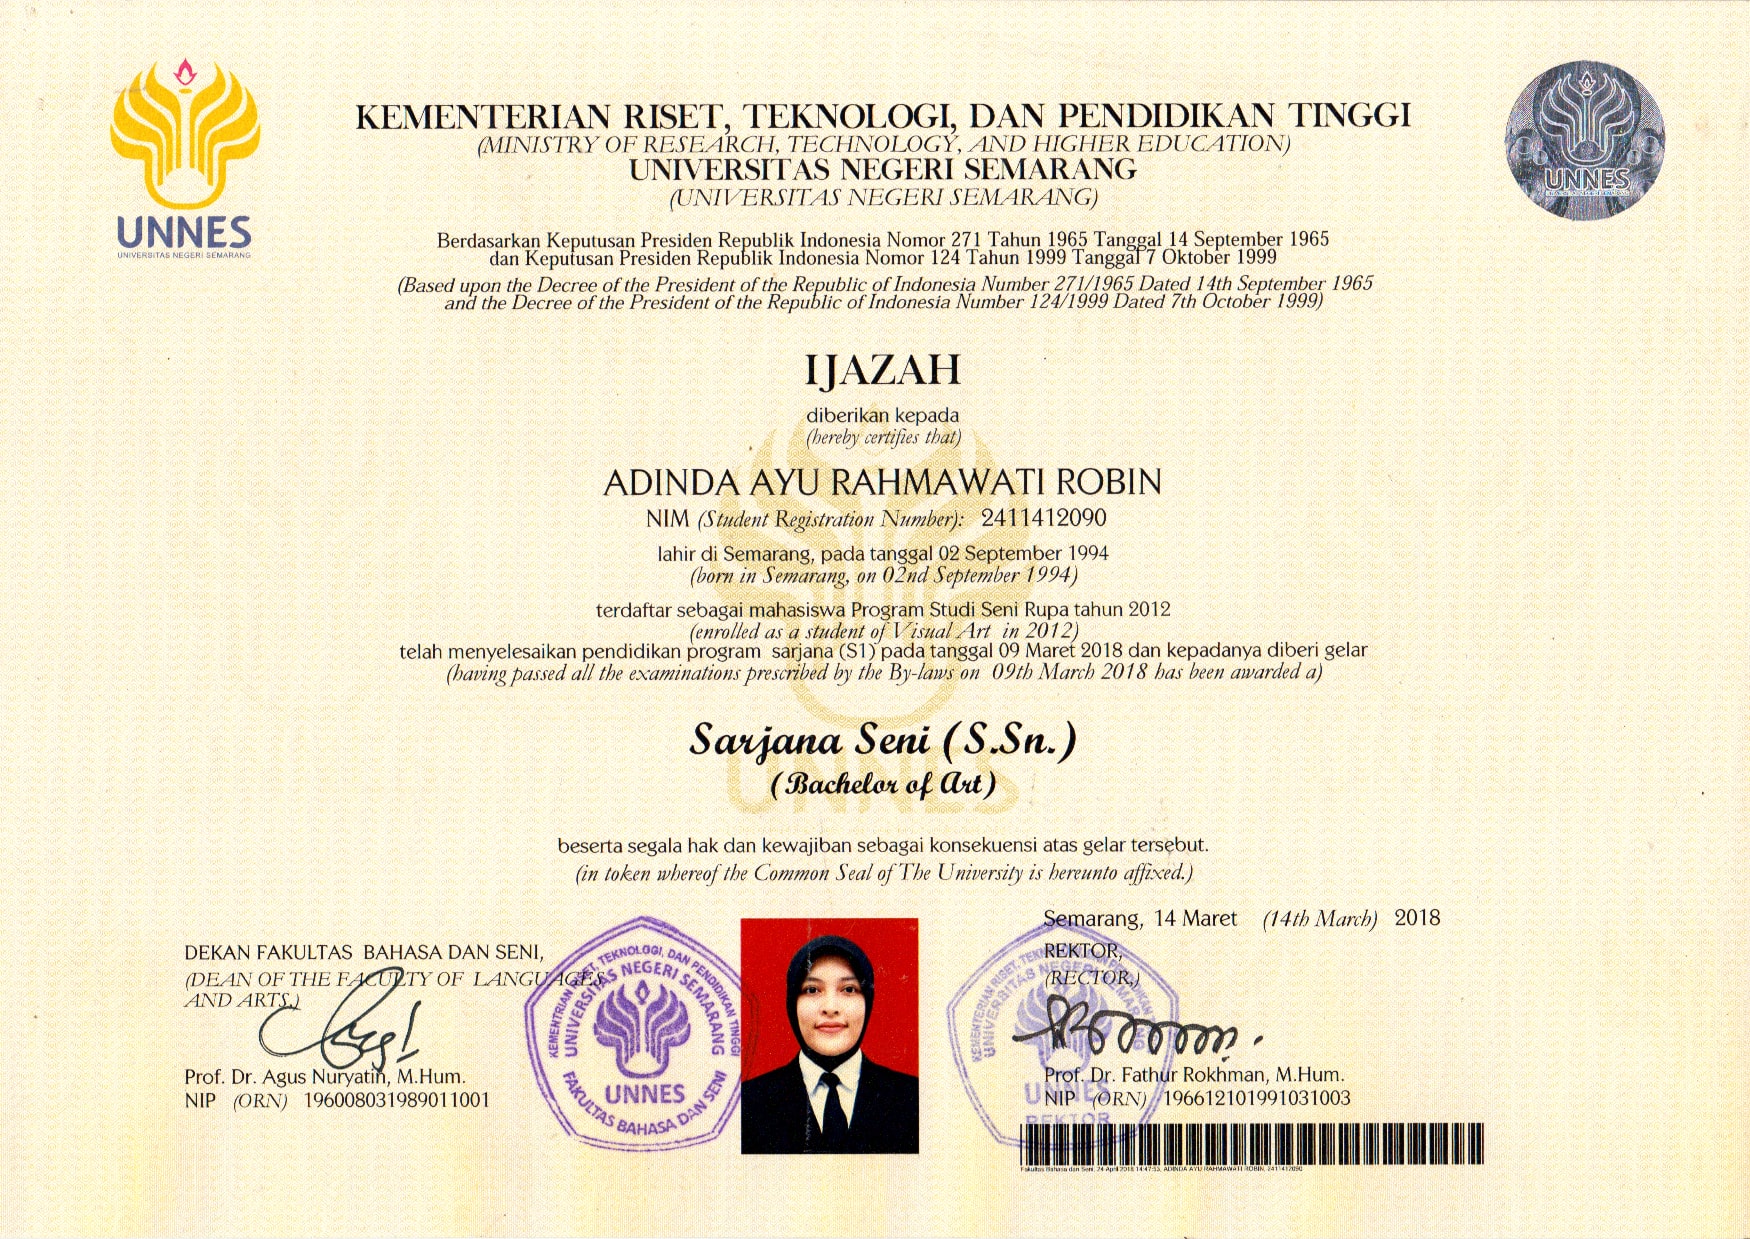 UNNES
UNIVERSITAS NEGERI SEMARANG
UNNES
KEMENTERIAN RISET, TEKNOLOGI, DAN PENDIDIKAN TINGGI
(MINISTRY OF RESEARCH, TECHNOLOGY, AND HIGHER EDUCATION)
UNIVERSITAS NEGERI SEMARANG
(UNIVERSITAS NEGERI SEMARANG)
Berdasarkan Keputusan Presiden Republik Indonesia Nomor 271 Tahun 1965 Tanggal 14 September 1965
dan Keputusan Presiden Republik Indonesia Nomor 124 Tahun 1999 Tanggal 7 Oktober 1999
(Based upon the Decree of the President of the Republic of Indonesia Number 271/1965 Dated 14th September 1965
and the Decree of the President of the Republic of Indonesia Number 124/1999 Dated 7th October 1999)
IJAZAH
diberikan kepada
(hereby certifies that)
ADINDA AYU RAHMAWATI ROBIN
NIM (Student Registration Number): 2411412090
lahir di Semarang, pada tanggal 02 September 1994
(born in Semarang, on 02nd September 1994)
terdaftar sebagai mahasiswa Program Studi Seni Rupa tahun 2012
(enrolled as a student of Visual Art in 2012)
telah menyelesaikan pendidikan program sarjana (S1) pada tanggal 09 Maret 2018 dan kepadanya diberi gelar
(having passed all the examinations prescribed by the By-laws on 09th March 2018 has been awarded a)
Sarjana Seni (S.Sn.)
(Bachelor of Art)
UNNES
beserta segala hak dan kewajiban sebagai konsekuensi atas gelar tersebut.
(in token whereof the Common Seal of The University is hereunto affixed.)
DEKAN FAKULTAS BAHASA DAN SENI,
(DEAN OF THE FACULTY OF LANGUAGES
AND ARTS,)
Prof. Dr. Agus Nuryatin, M.Hum.
NIP (ORN) 196008031989011001
KEMENTRIAN RISET, TEKNOLOGI, DAN PENDIDIKAN TINGGI
UNIVERSITAS NEGERI SEMARANG
UNNES
FAKULTAS BAHASA DAN SENI
Semarang, 14 Maret (14th March) 2018
REKTOR,
(RECTOR,)
Prof. Dr. Fathur Rokhman, M.Hum.
NIP (ORN) 196612101991031003
UNNES
REKTOR
Fakultas Bahasa dan Seni, 24 April 2018 14:47:53, ADINDA AYU RAHMAWATI ROBIN, 2411412090